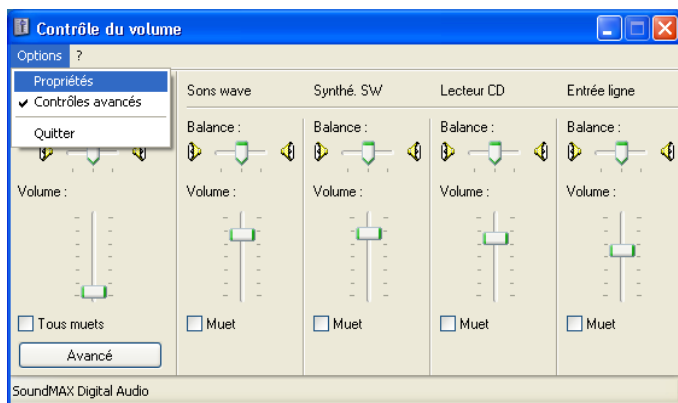 Contrôle du volume
Options ?
Propriétés
Contrôles avancés
Quitter
Sons wave Synthé. SW Lecteur CD Entrée ligne
Balance : Balance : Balance : Balance :
Volume : Volume : Volume : Volume : Volume :
Tous muets Muet Muet Muet Muet
Avancé
SoundMAX Digital Audio